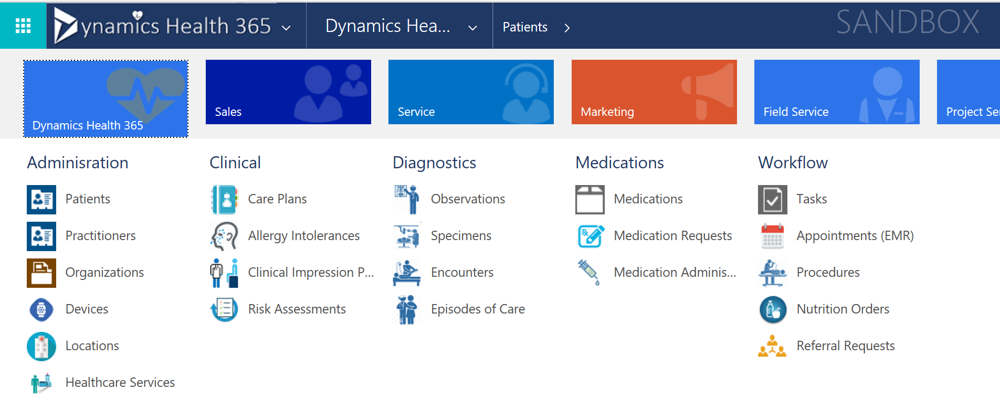 Dynamics Health 365
Dynamics Hea...
Patients
SANDBOX
Dynamics Health 365
Sales
Service
Marketing
Field Service
Project Se
Adminisration
Patients
Practitioners
Organizations
Devices
Locations
Healthcare Services
Clinical
Care Plans
Allergy Intolerances
Clinical Impression P...
Risk Assessments
Diagnostics
Observations
Specimens
Encounters
Episodes of Care
Medications
Medications
Medication Requests
Medication Adminis...
Workflow
Tasks
Appointments (EMR)
Procedures
Nutrition Orders
Referral Requests